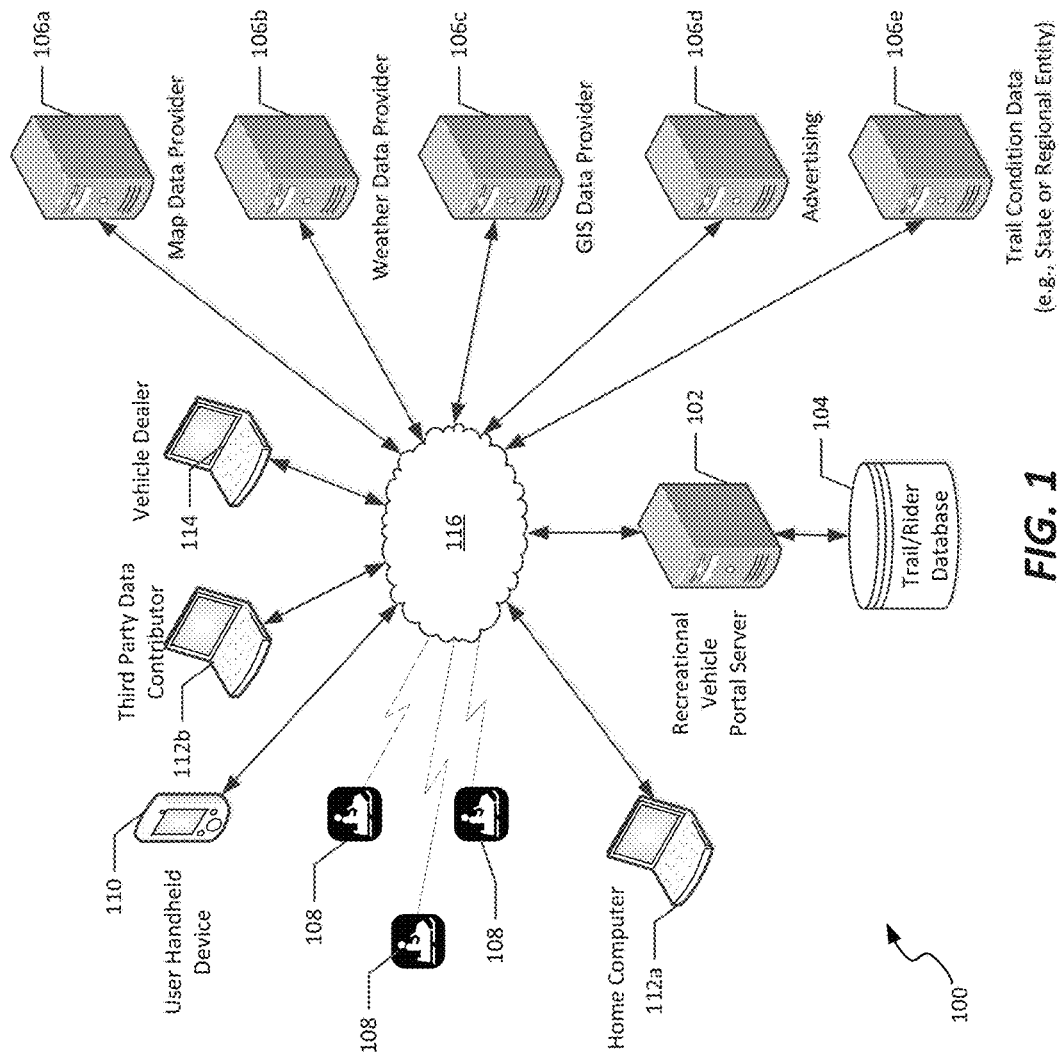 User Handheld
Device
110
Third Party Data
Contributor
112b
Vehicle Dealer
114
106a
Map Data Provider
106b
Weather Data Provider
106c
GIS Data Provider
106d
Advertising
106e
Trail Condition Data
(e.g., State or Regional Entity)
108
108
108
116
Home Computer
112a
Recreational
Vehicle
Portal Server
102
Trail/Rider
Database
104
100
FIG. 1